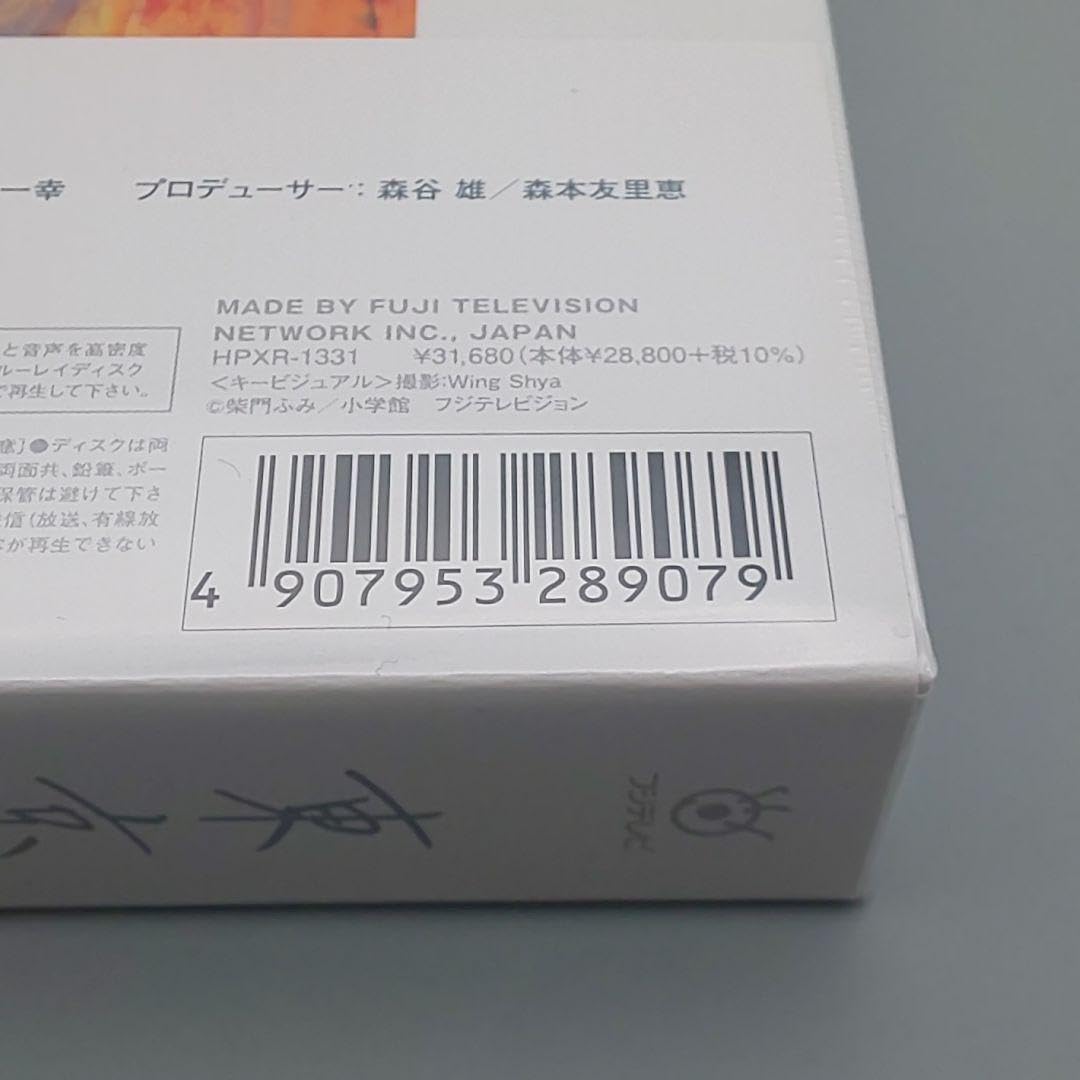 一幸 プロデューサー：森谷 雄／森本友里恵
MADE BY FUJI TELEVISION
NETWORK INC., JAPAN
HPXR-1331 ¥31,680(本体¥28,800+税10%)
<キービジュアル>撮影:Wing Shya
©柴門ふみ／小学館 フジテレビジョン
と音声を高密度
ルーレイディスク
で再生して下さい。
意]●ディスクは両
両面共、鉛筆、ボー
保管は避けて下さ
信(放送、有線放
が再生できない
4 907953 289079
東京
フジテレビ